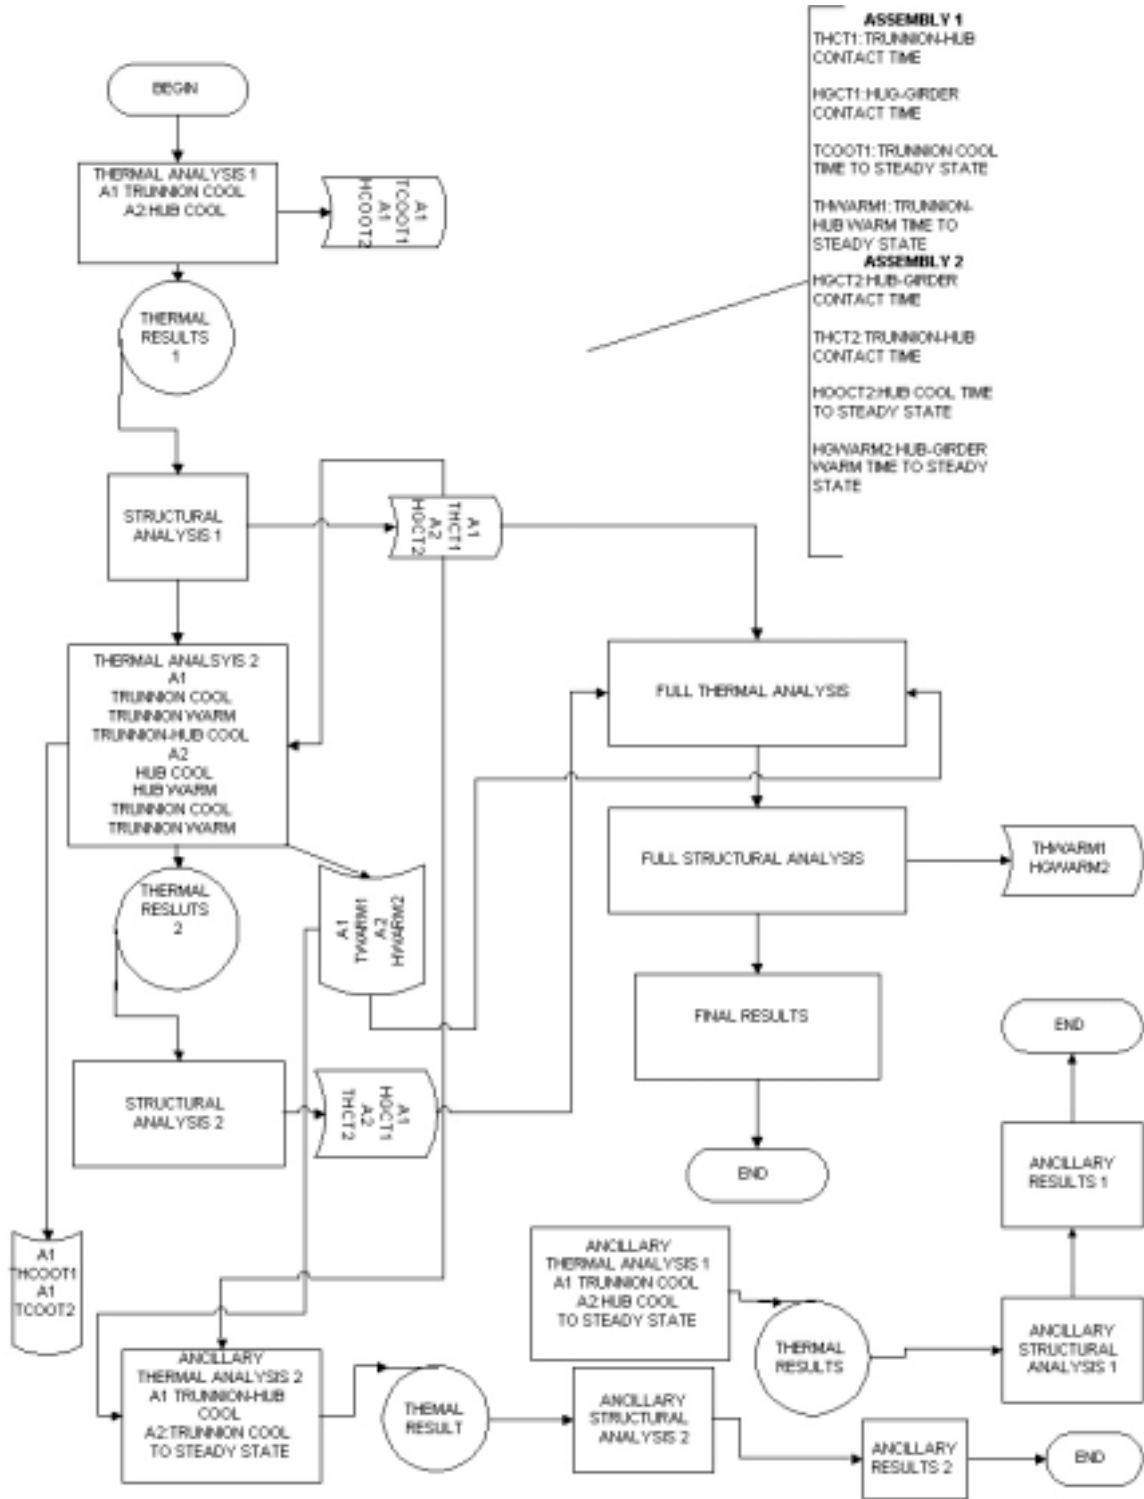 ASSEMBLY 1
THCT1:TRUNNION-HUB
CONTACT TIME
HGCT1:HUG-GIRDER
CONTACT TIME
TCOOT1:TRUNNION COOL
TIME TO STEADY STATE
THWARM1:TRUNNION-
HUB WARM TIME TO
STEADY STATE
ASSEMBLY 2
HGCT2:HUB-GIRDER
CONTACT TIME
THCT2:TRUNNION-HUB
CONTACT TIME
HOOCT2:HUB COOL TIME
TO STEADY STATE
HGWARM2:HUB-GIRDER
WARM TIME TO STEADY
STATE
BEGIN
THERMAL ANALYSIS 1
A1 TRUNNION COOL
A2:HUB COOL
A1
TCOOT1
A1
HCOOT2
THERMAL
RESULTS
1
STRUCTURAL
ANALYSIS 1
A1
THCT1
A2
HGCT2
THERMAL ANALSYIS 2
A1
TRUNNION COOL
TRUNNION WARM
TRUNNION-HUB COOL
A2
HUB COOL
HUB WARM
TRUNNION COOL
TRUNNION WARM
FULL THERMAL ANALYSIS
FULL STRUCTURAL ANALYSIS
THWARM1
HGWARM2
THERMAL
RESLUTS
2
HWARM2
A2
TWARM1
A1
FINAL RESULTS
END
STRUCTURAL
ANALYSIS 2
A1
HGCT1
A2
THCT2
END
ANCILLARY
RESULTS 1
A1
THCOOT1
A1
TCOOT2
ANCILLARY
THERMAL ANALYSIS 1
A1 TRUNNION COOL
A2:HUB COOL
TO STEADY STATE
THERMAL
RESULTS
ANCILLARY
STRUCTURAL
ANALYSIS 1
ANCILLARY
THERMAL ANALYSIS 2
A1 TRUNNION-HUB
COOL
A2:TRUNNION COOL
TO STEADY STATE
THEMAL
RESULT
ANCILLARY
STRUCTURAL
ANALYSIS 2
ANCILLARY
RESULTS 2
END